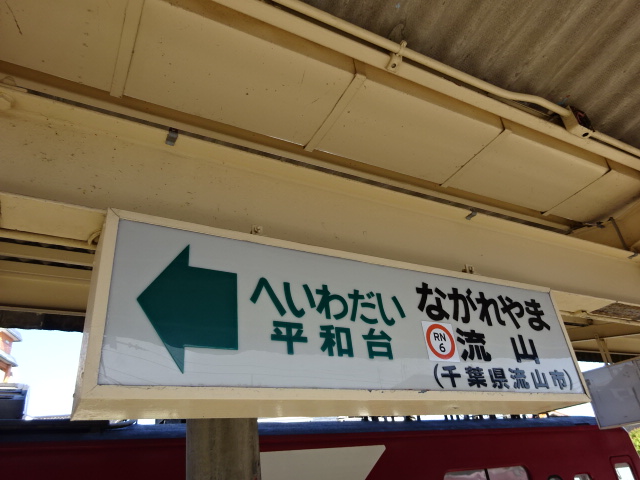 へいわだい
平和台
ながれやま
RN
6
流山
(千葉県流山市)